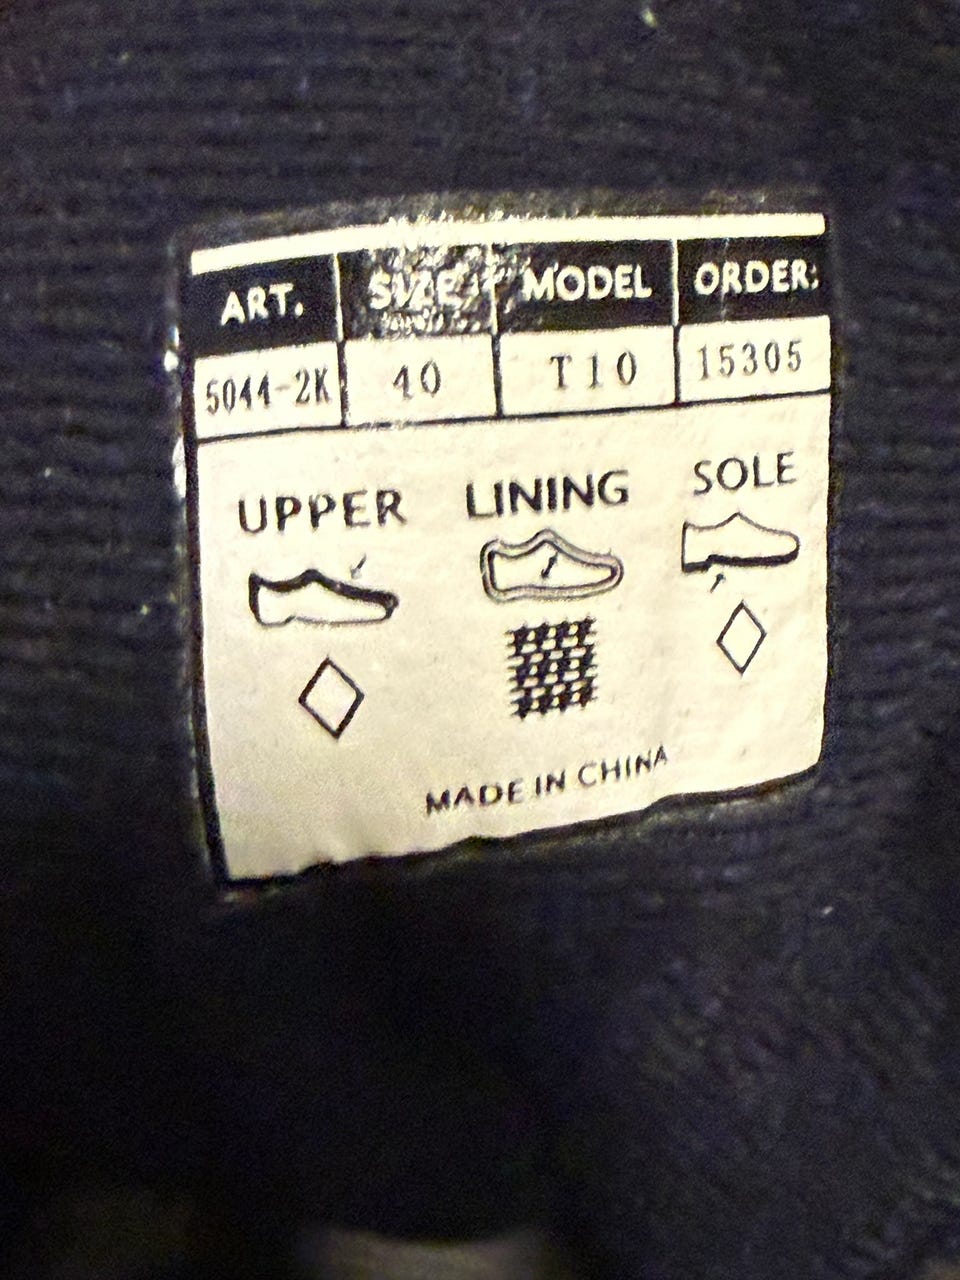 ART. SIZE MODEL ORDER:
5044-2K 40 T10 15305
UPPER LINING SOLE
MADE IN CHINA